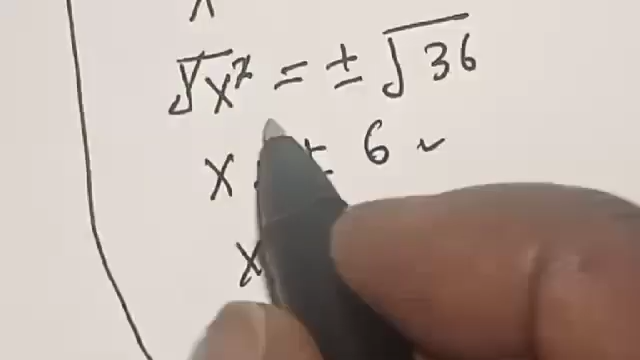 √x² = ± √36
x = ± 6
x